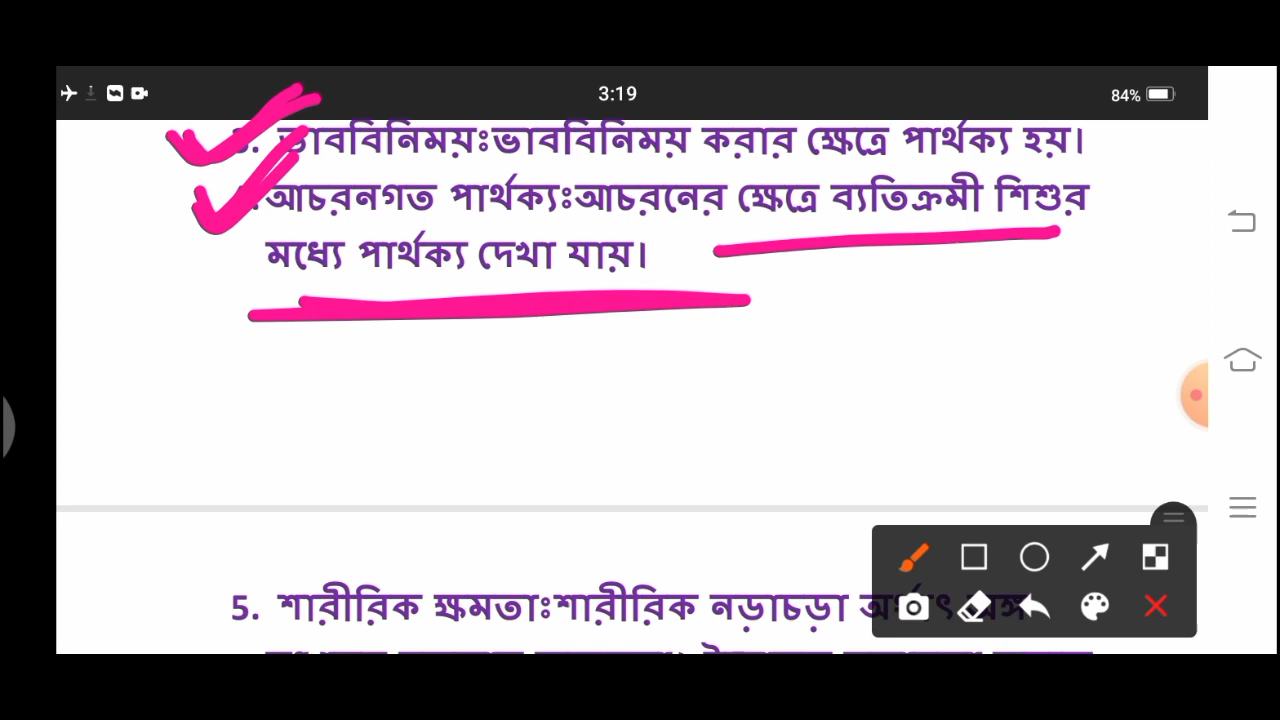 3:19
84%
3. ভাববিনিময়ঃভাববিনিময় করার ক্ষেত্রে পার্থক্য হয়।
আচরনগত পার্থক্যঃআচরনের ক্ষেত্রে ব্যতিক্রমী শিশুর
মধ্যে পার্থক্য দেখা যায়।
5. শারীরিক ক্ষমতাঃশারীরিক নড়াচড়া